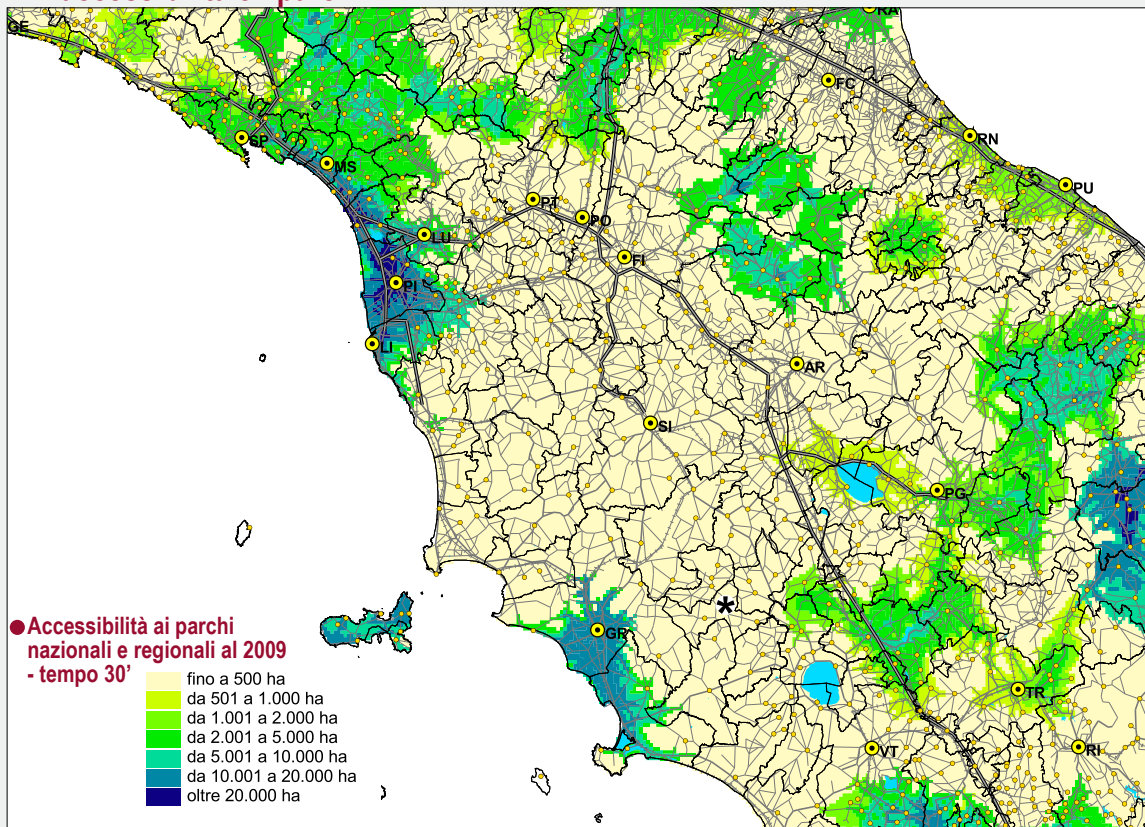 GE
RA
FC
RN
SP
MS
PU
PT
PO
LU
FI
PI
LI
AR
SI
PG
*
GR
TR
VT
RI
Accessibilità ai parchi
nazionali e regionali al 2009
- tempo 30’
fino a 500 ha
da 501 a 1.000 ha
da 1.001 a 2.000 ha
da 2.001 a 5.000 ha
da 5.001 a 10.000 ha
da 10.001 a 20.000 ha
oltre 20.000 ha